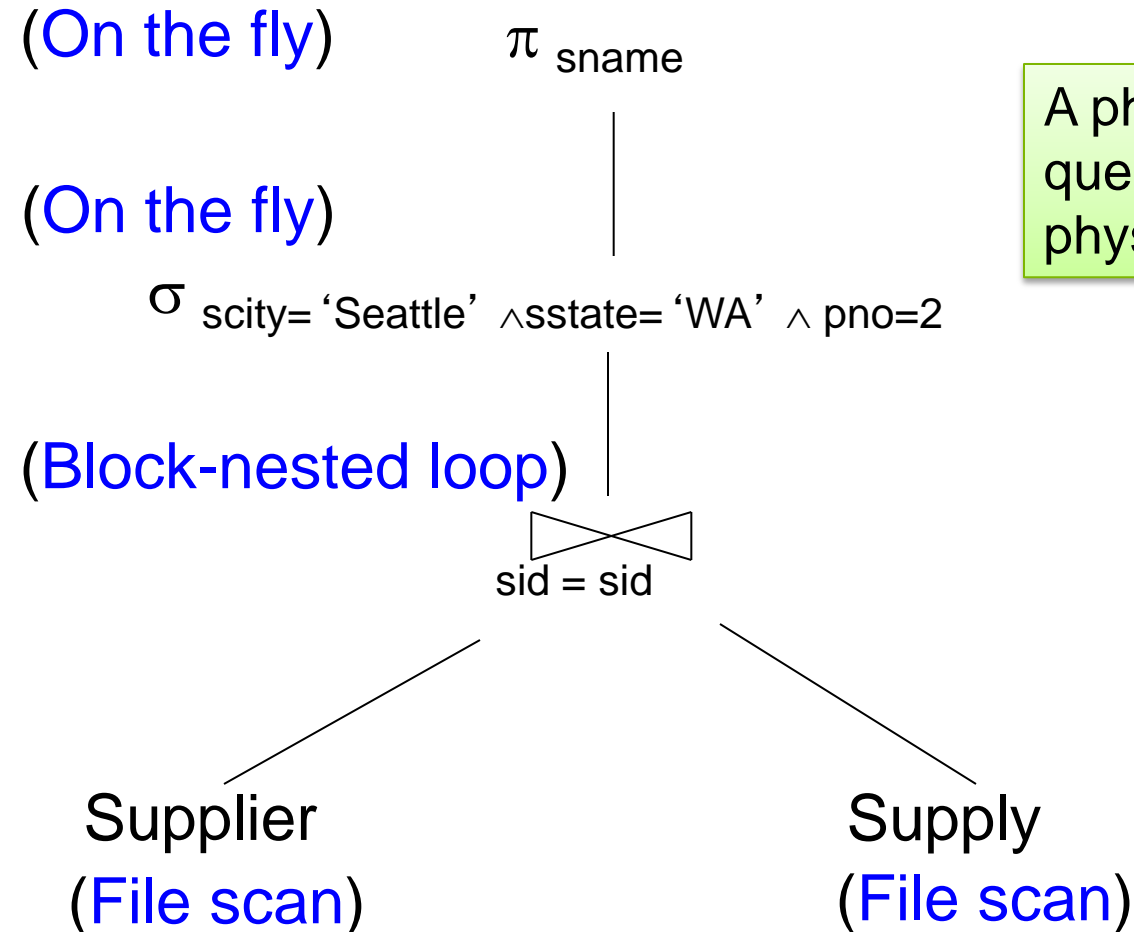 (On the fly) π sname
A ph
que
phys
(On the fly)
σ scity= ‘Seattle’ ∧sstate= ‘WA’ ∧ pno=2
(Block-nested loop)
sid = sid
Supplier Supply
(File scan) (File scan)